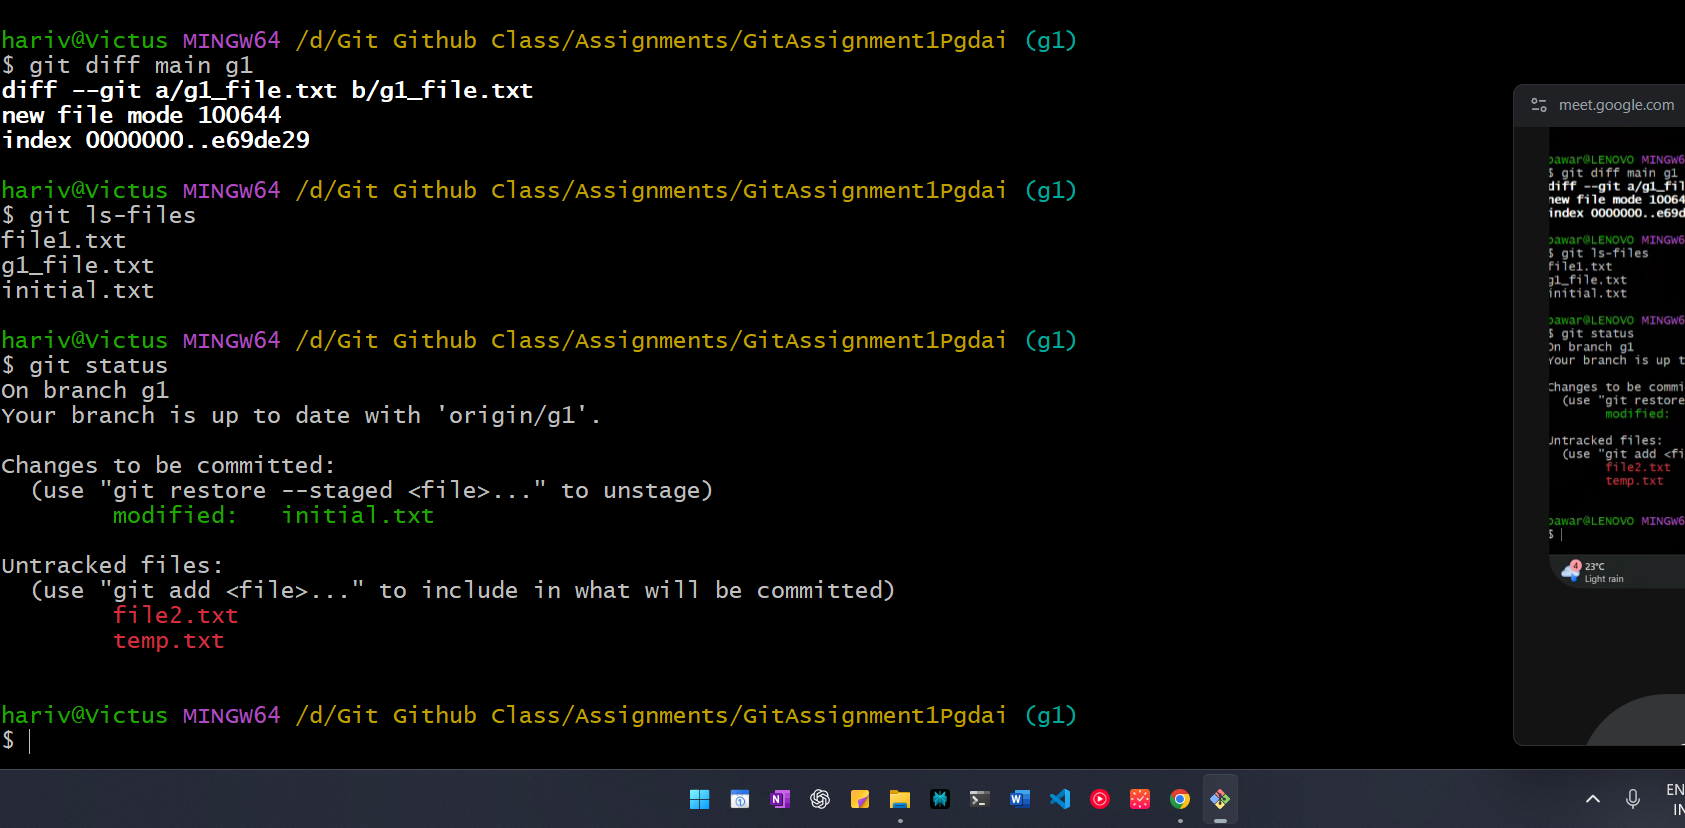 hariv@Victus MINGW64 /d/Git Github Class/Assignments/GitAssignment1Pgdai (g1)
$ git diff main g1
diff --git a/g1_file.txt b/g1_file.txt
new file mode 100644
index 0000000..e69de29
hariv@Victus MINGW64 /d/Git Github Class/Assignments/GitAssignment1Pgdai (g1)
$ git ls-files
file1.txt
g1_file.txt
initial.txt
hariv@Victus MINGW64 /d/Git Github Class/Assignments/GitAssignment1Pgdai (g1)
$ git status
On branch g1
Your branch is up to date with 'origin/g1'.
Changes to be committed:
(use "git restore --staged <file>..." to unstage)
modified: initial.txt
Untracked files:
(use "git add <file>..." to include in what will be committed)
file2.txt
temp.txt
hariv@Victus MINGW64 /d/Git Github Class/Assignments/GitAssignment1Pgdai (g1)
$
meet.google.com
pawar@LENOVO MINGW6
$ git diff main g1
diff --git a/g1_fil
new file mode 10064
index 0000000..e69d
pawar@LENOVO MINGW6
$ git ls-files
file1.txt
g1_file.txt
initial.txt
pawar@LENOVO MINGW6
$ git status
On branch g1
Your branch is up t
Changes to be commi
(use "git restore
modified:
Untracked files:
(use "git add <fi
file2.txt
temp.txt
pawar@LENOVO MINGW6
$
4
23°C
Light rain
EN
IN